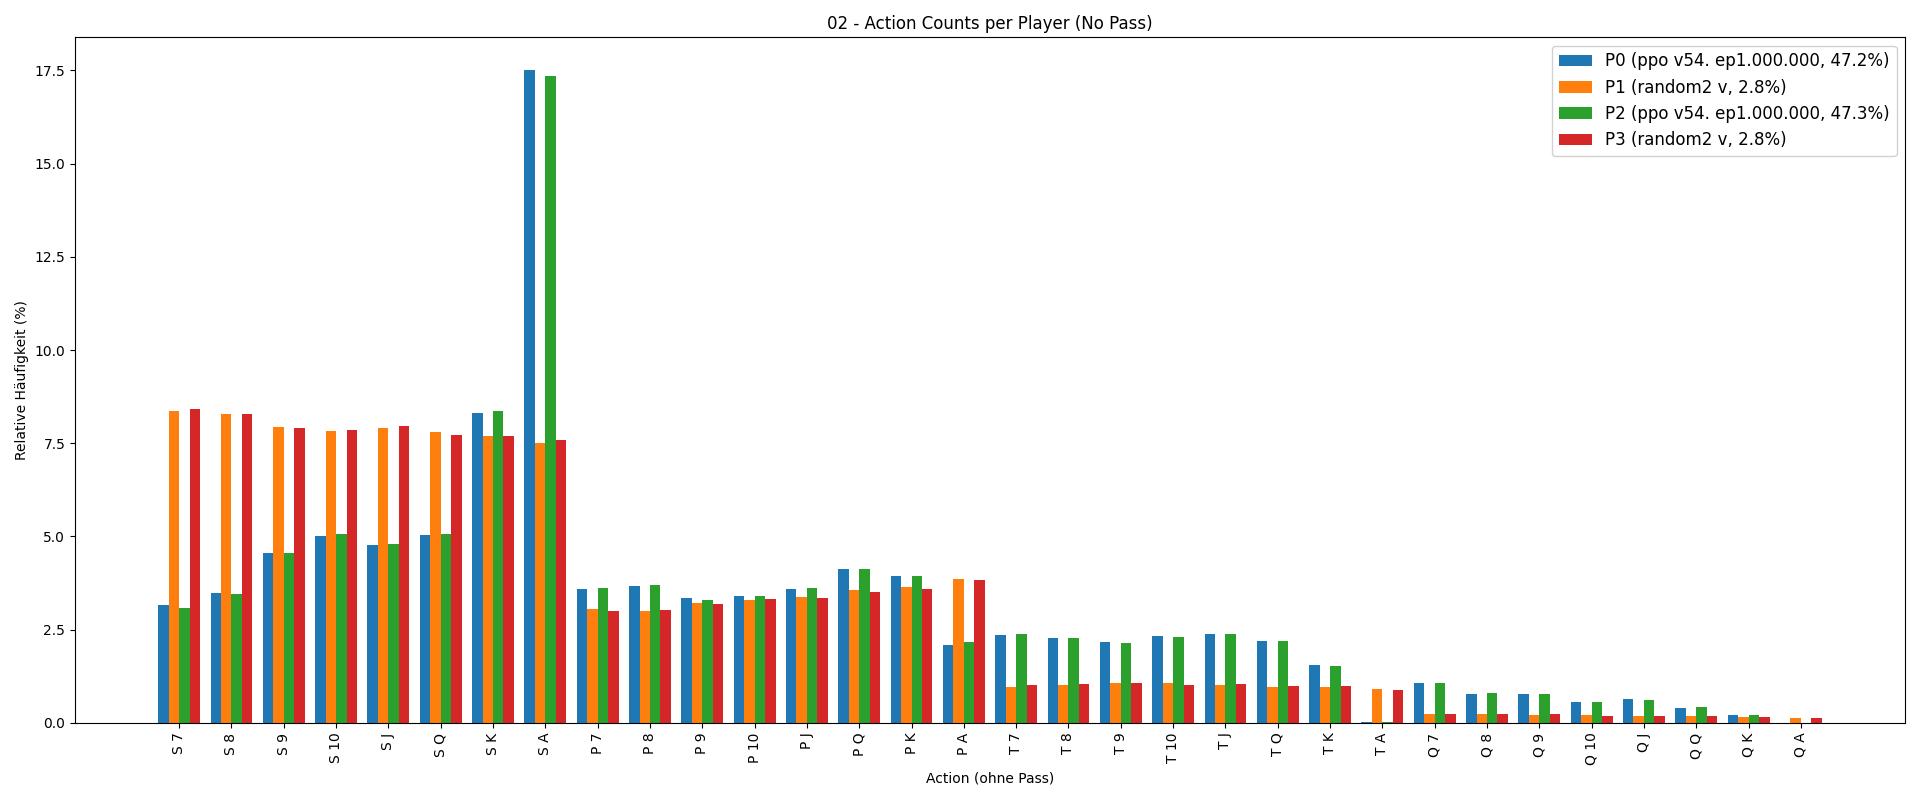 02 - Action Counts per Player (No Pass)
P0 (ppo v54. ep1.000.000, 47.2%)
P1 (random2 v, 2.8%)
P2 (ppo v54. ep1.000.000, 47.3%)
P3 (random2 v, 2.8%)
Relative Häufigkeit (%)
17.5
15.0
12.5
10.0
7.5
5.0
2.5
0.0
S 7
S 8
S 9
S 10
S J
S Q
S K
S A
P 7
P 8
P 9
P 10
P J
P Q
P K
P A
T 7
T 8
T 9
T 10
T J
T Q
T K
T A
Q 7
Q 8
Q 9
Q 10
Q J
Q Q
Q K
Q A
Action (ohne Pass)